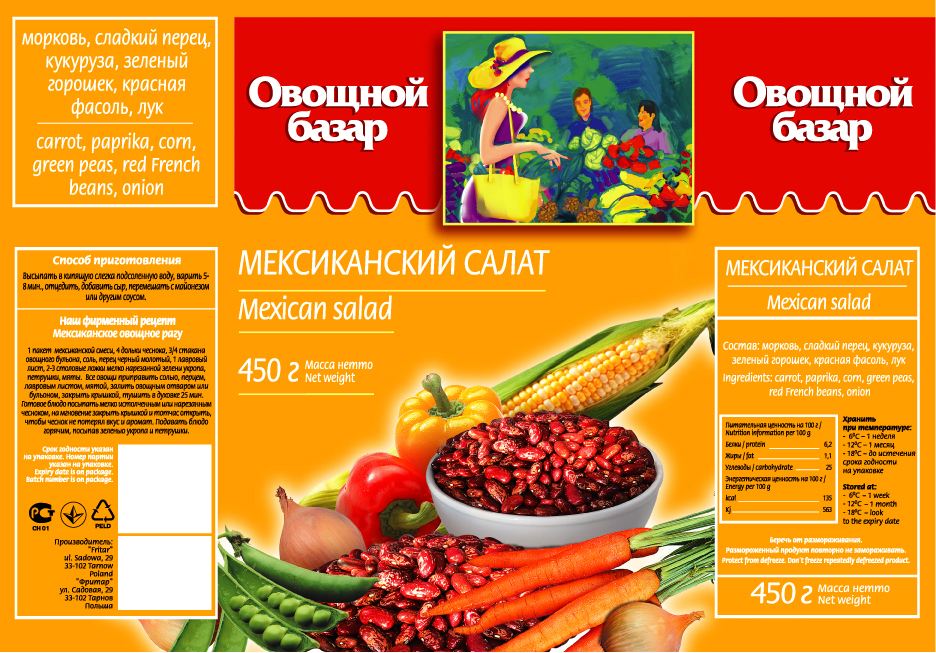 морковь, сладкий перец,
кукуруза, зеленый
горошек, красная
фасоль, лук
carrot, paprika, corn,
green peas, red French
beans, onion
Овощной
базар
Овощной
базар
Способ приготовления
Высыпать в кипящую слегка подсоленную воду, варить 5-
8 мин., отцедить, добавить сыр, перемешать с майонезом
или другим соусом.
Наш фирменный рецепт
Мексиканское овощное рагу
1 пакет мексиканской смеси, 4 дольки чеснока, 3/4 стакана
овощного бульона, соль, перец черный молотый, 1 лавровый
лист, 2-3 столовые ложки мелко нарезанной зелени укропа,
петрушки, мяты. Все овощи приправить солью, перцем,
лавровым листом, мятой, залить овощным отваром или
бульоном, закрыть крышкой, тушить в духовке 25 мин.
Готовое блюдо посыпать мелко истолченным или нарезанным
чесноком, на мгновение закрыть крышкой и тотчас открыть,
чтобы чеснок не потерял вкус и аромат. Подавать блюдо
горячим, посыпав зеленью укропа и петрушки.
Срок годности указан
на упаковке. Номер партии
указан на упаковке.
Expiry date is on package.
Batch number is on package.
СН 01
PELD
Производитель:
"Fritar"
ul. Sadowa, 29
33-102 Tarnow
Poland
"Фритар"
ул. Садовая, 29
33-102 Тарнов
Польша
МЕКСИКАНСКИЙ САЛАТ
Mexican salad
450 г Масса нетто
Net weight
МЕКСИКАНСКИЙ САЛАТ
Mexican salad
Состав: морковь, сладкий перец, кукуруза,
зеленый горошек, красная фасоль, лук
Ingredients: carrot, paprika, corn, green peas,
red French beans, onion
Питательная ценность на 100 г /
Nutrition information per 100 g
Белки / protein 6,2
Жиры / fat 1,1
Углеводы / carbohydrate 25
Энергетическая ценность на 100 г /
Energy per 100 g
kcal 135
Kj 563
Хранить
при температуре:
- 6ºC – 1 неделя
- 12ºC – 1 месяц
- 18ºC – до истечения
срока годности
на упаковке
Stored at:
- 6ºC – 1 week
- 12ºC – 1 month
- 18ºC – look
to the expiry date
Беречь от размораживания.
Размороженный продукт повторно не замораживать.
Protect from defreeze. Don't freeze repeatedly defreezed product.
450 г Масса нетто
Net weight